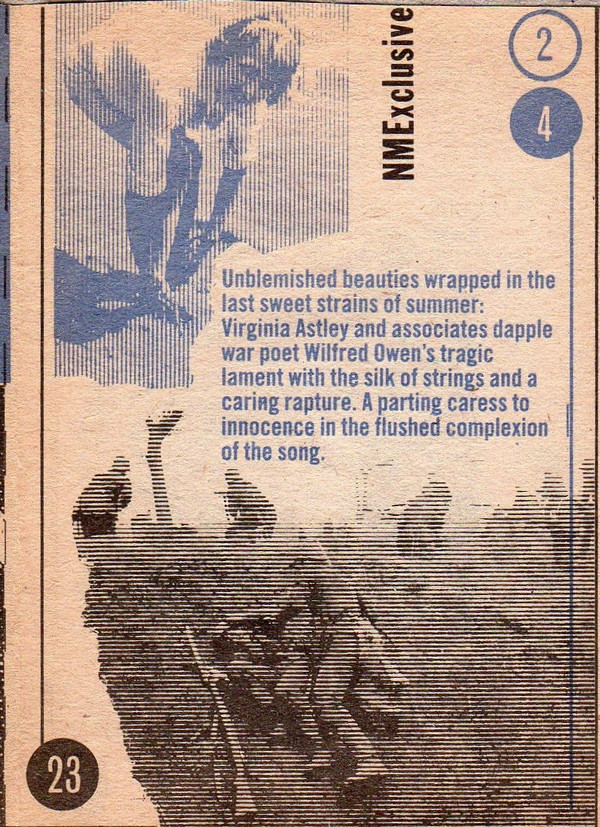 NMExclusive
2
4
Unblemished beauties wrapped in the
last sweet strains of summer:
Virginia Astley and associates dapple
war poet Wilfred Owen's tragic
lament with the silk of strings and a
caring rapture. A parting caress to
innocence in the flushed complexion
of the song.
23